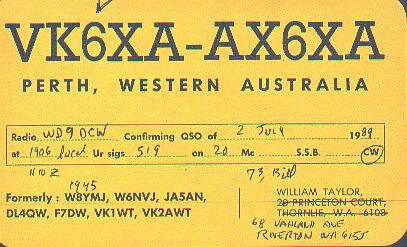 VK6XA-AX6XA
PERTH, WESTERN AUSTRALIA
Radio WD9DCW Confirming QSO of 2 JULY 1989
at 1906 local Ur sigs 519 on 20 Mc S.S.B. CW
1110Z 73, Bill
1945
Formerly: W8YMJ, W6NVJ, JA5AN,
DL4QW, F7DW, VK1WT, VK2AWT
WILLIAM TAYLOR,
20 PRINCETON COURT,
THORNLIE, W.A. 6108
68 VAHLAND AVE
RIVERTON WA 6155